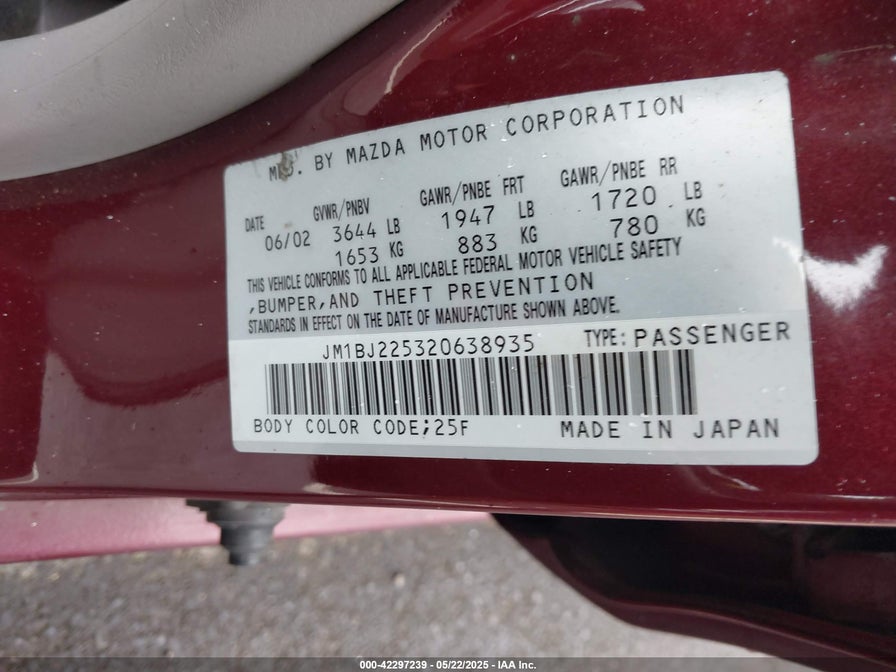 MFD. BY MAZDA MOTOR CORPORATION
DATE GVWR/PNBV GAWR/PNBE FRT GAWR/PNBE RR
06/02 3644 LB 1947 LB 1720 LB
1653 KG 883 KG 780 KG
THIS VEHICLE CONFORMS TO ALL APPLICABLE FEDERAL MOTOR VEHICLE SAFETY
,BUMPER,AND THEFT PREVENTION
STANDARDS IN EFFECT ON THE DATE OF MANUFACTURE SHOWN ABOVE.
JM1BJ225320638935 TYPE: PASSENGER
BODY COLOR CODE;25F MADE IN JAPAN
000-42297239 - 05/22/2025 - IAA Inc.